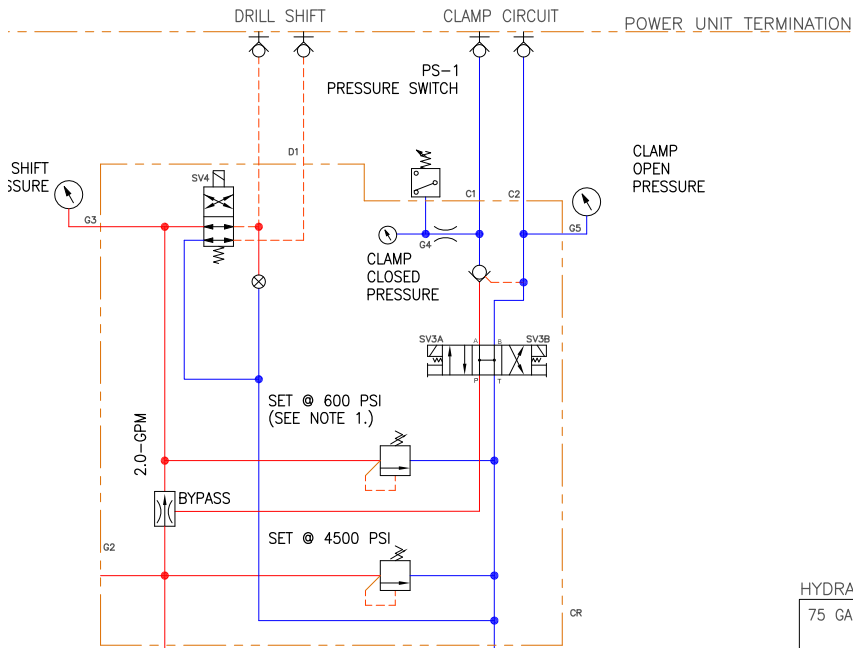 DRILL SHIFT
CLAMP CIRCUIT
POWER UNIT TERMINATION
PS-1
PRESSURE SWITCH
D1
SHIFT
SSURE
SV4
CLAMP
OPEN
PRESSURE
C1
C2
G3
G4
G5
CLAMP
CLOSED
PRESSURE
SV3A
A
B
SV3B
P
T
SET @ 600 PSI
(SEE NOTE 1.)
2.0-GPM
BYPASS
SET @ 4500 PSI
G2
HYDRA
75 GA
CR